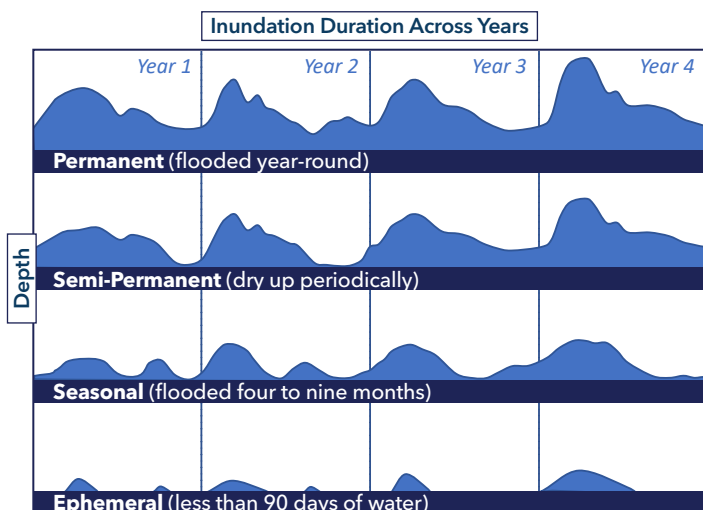 Inundation Duration Across Years
Year 1
Year 2
Year 3
Year 4
Permanent (flooded year-round)
Depth
Semi-Permanent (dry up periodically)
Seasonal (flooded four to nine months)
Ephemeral (less than 90 days of water)